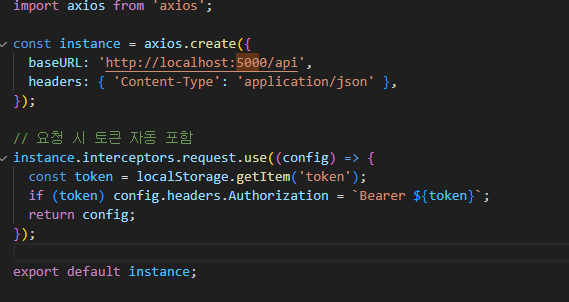 import axios from 'axios';
const instance = axios.create({
baseURL: 'http://localhost:5000/api',
headers: { 'Content-Type': 'application/json' },
});
// 요청 시 토큰 자동 포함
instance.interceptors.request.use((config) => {
const token = localStorage.getItem('token');
if (token) config.headers.Authorization = `Bearer ${token}`;
return config;
});
export default instance;